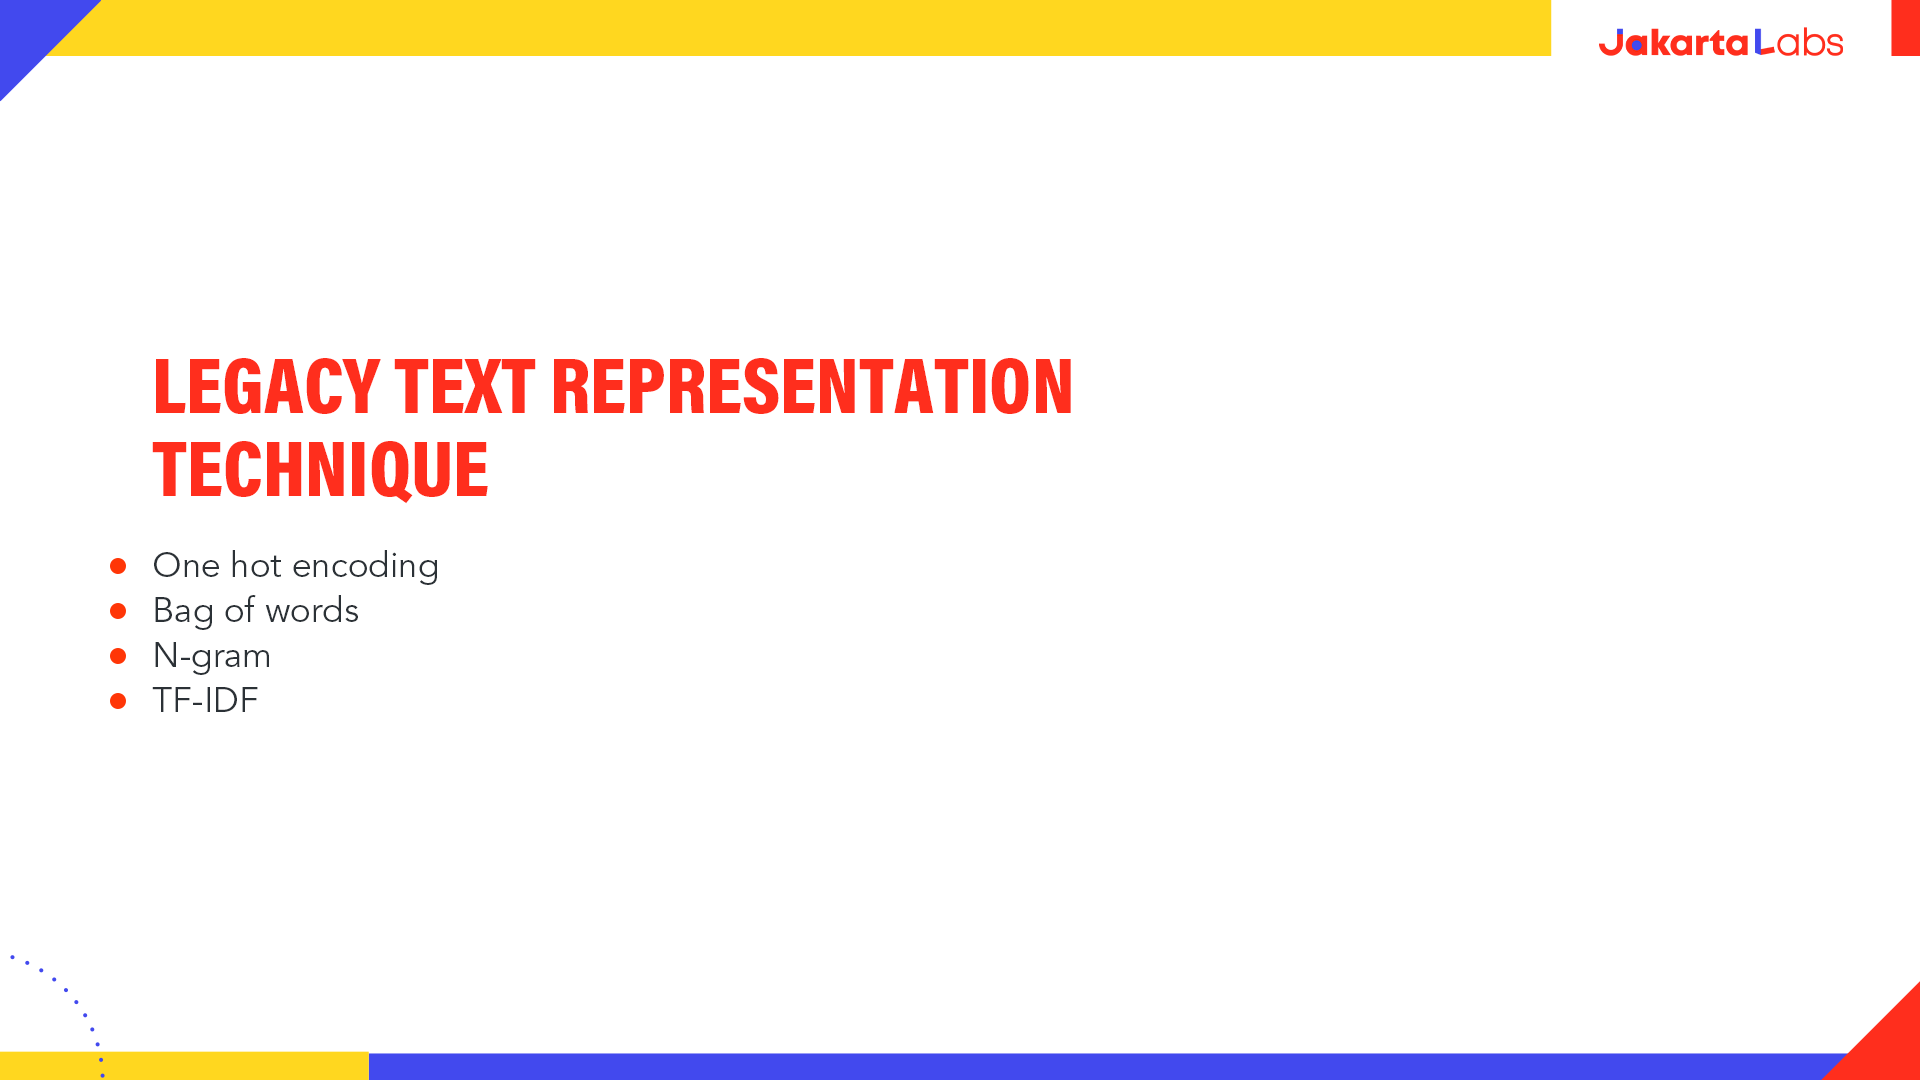 JakartaLabs
LEGACY TEXT REPRESENTATION
TECHNIQUE
One hot encoding
Bag of words
N-gram
TF-IDF